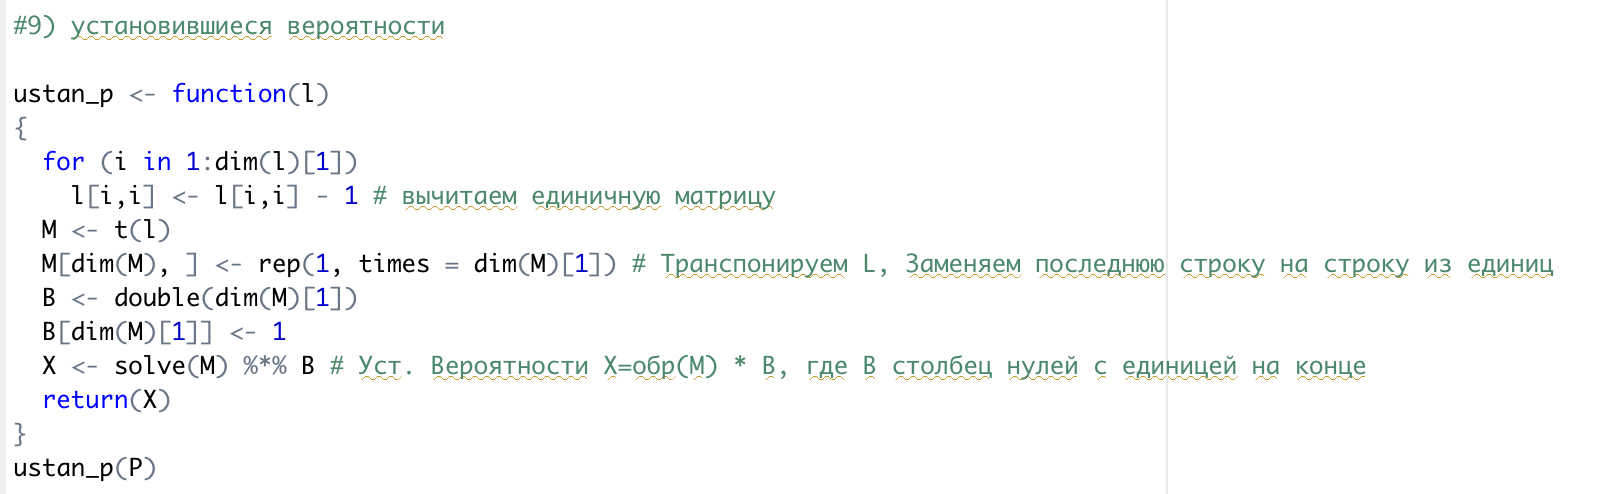 #9) установившиеся вероятности
ustan_p <- function(l)
{
for (i in 1:dim(l)[1])
l[i,i] <- l[i,i] - 1 # вычитаем единичную матрицу
M <- t(l)
M[dim(M), ] <- rep(1, times = dim(M)[1]) # Транспонируем L, Заменяем последнюю строку на строку из единиц
B <- double(dim(M)[1])
B[dim(M)[1]] <- 1
X <- solve(M) %*% B # Уст. Вероятности X=обр(M) * B, где B столбец нулей с единицей на конце
return(X)
}
ustan_p(P)